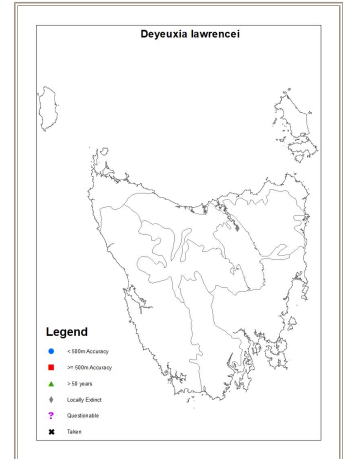 Deyeuxia lawrencei
Legend
< 500m Accuracy
>= 500m Accuracy
> 50 years
Locally Extinct
? Questionable
Taken